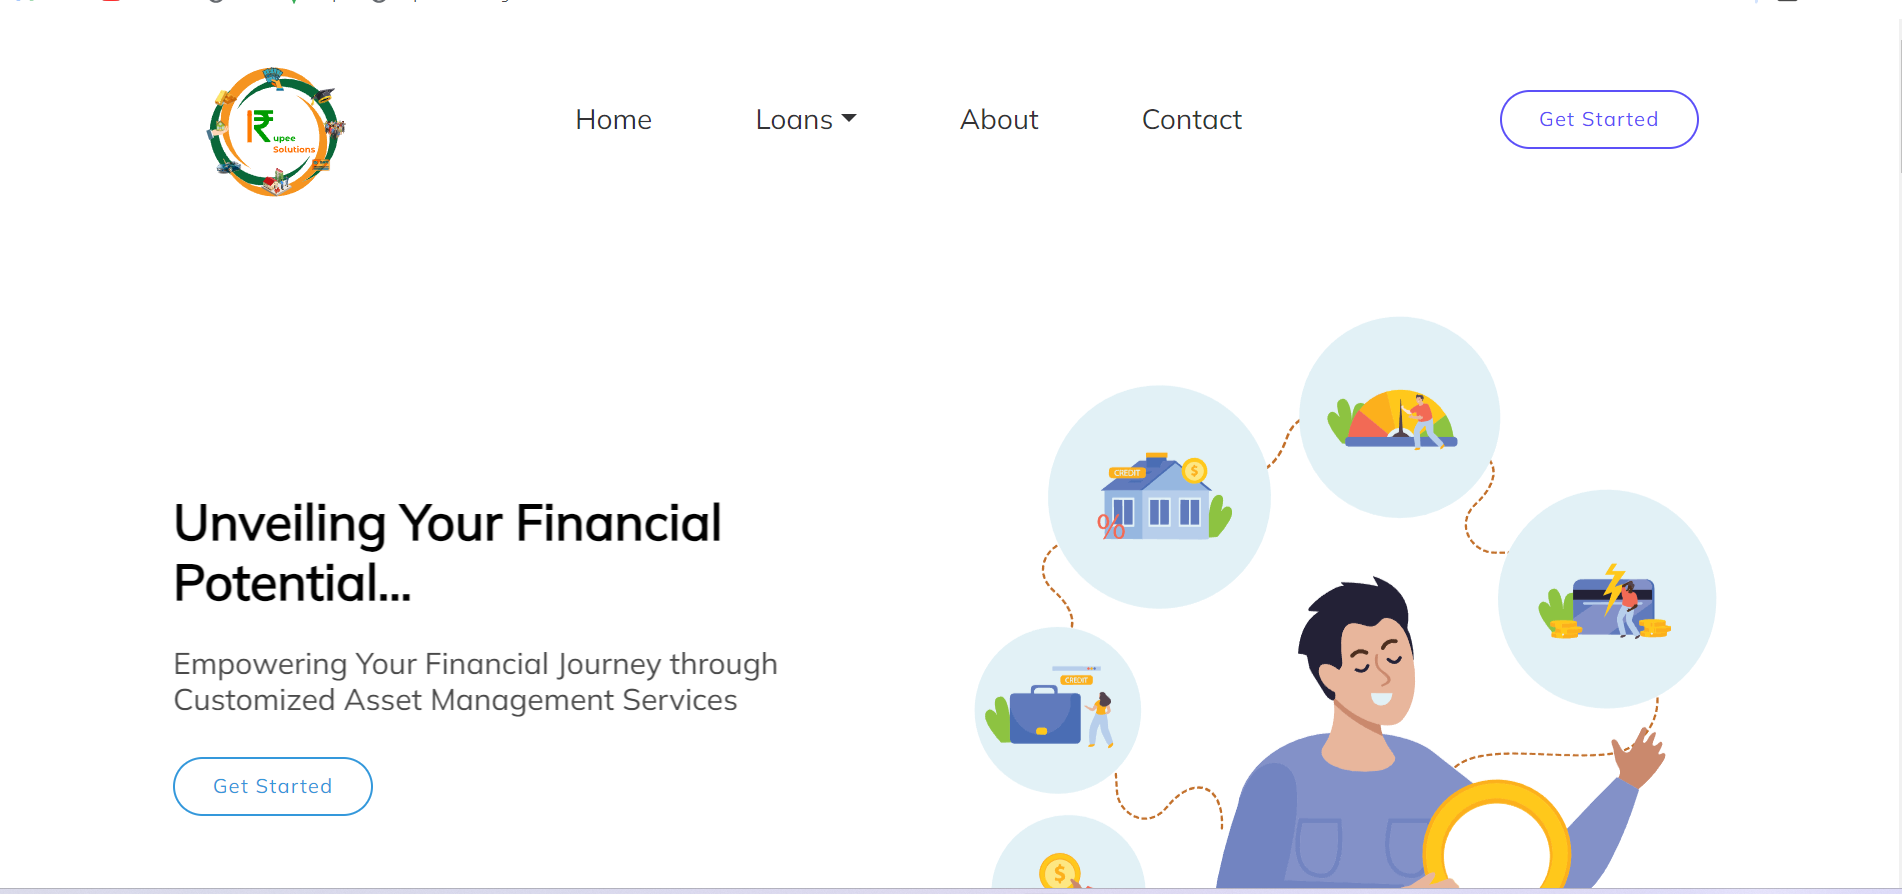 ₹upee
Solutions
Home
Loans
About
Contact
Get Started
Unveiling Your Financial
Potential...
Empowering Your Financial Journey through
Customized Asset Management Services
Get Started
CREDIT
$
%
CREDIT
$